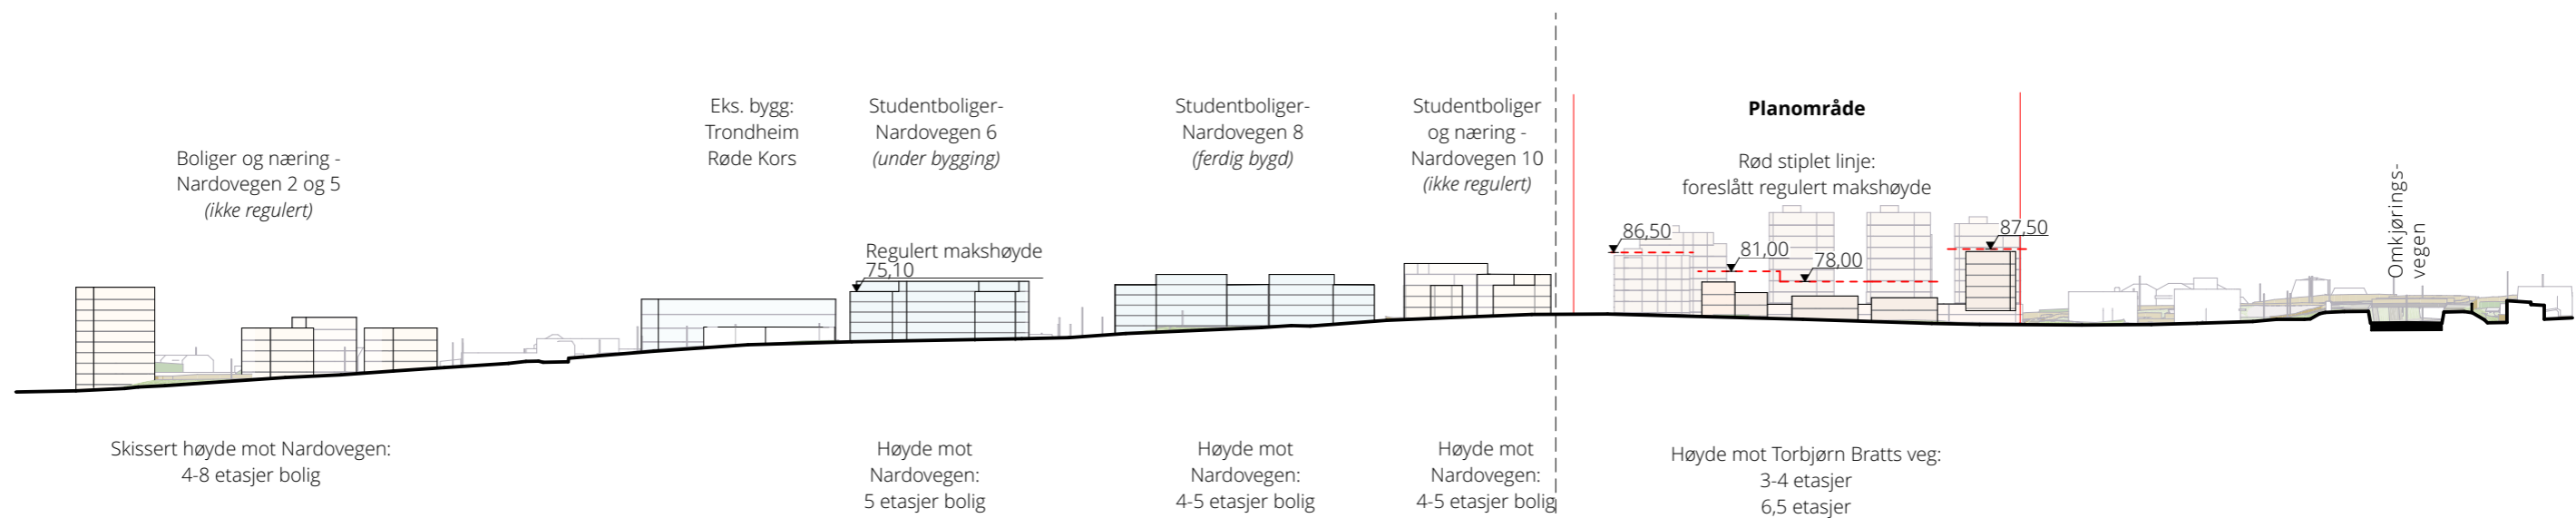 Boliger og næring -
Nardovegen 2 og 5
(ikke regulert)
Eks. bygg:
Trondheim
Røde Kors
Studentboliger-
Nardovegen 6
(under bygging)
Studentboliger-
Nardovegen 8
(ferdig bygd)
Studentboliger
og næring -
Nardovegen 10
(ikke regulert)
Planområde
Rød stiplet linje:
foreslått regulert makshøyde
Omkjørings-
vegen
Regulert makshøyde
75,10
86,50
81,00
78,00
87,50
Skissert høyde mot Nardovegen:
4-8 etasjer bolig
Høyde mot
Nardovegen:
5 etasjer bolig
Høyde mot
Nardovegen:
4-5 etasjer bolig
Høyde mot
Nardovegen:
4-5 etasjer bolig
Høyde mot Torbjørn Bratts veg:
3-4 etasjer
6,5 etasjer